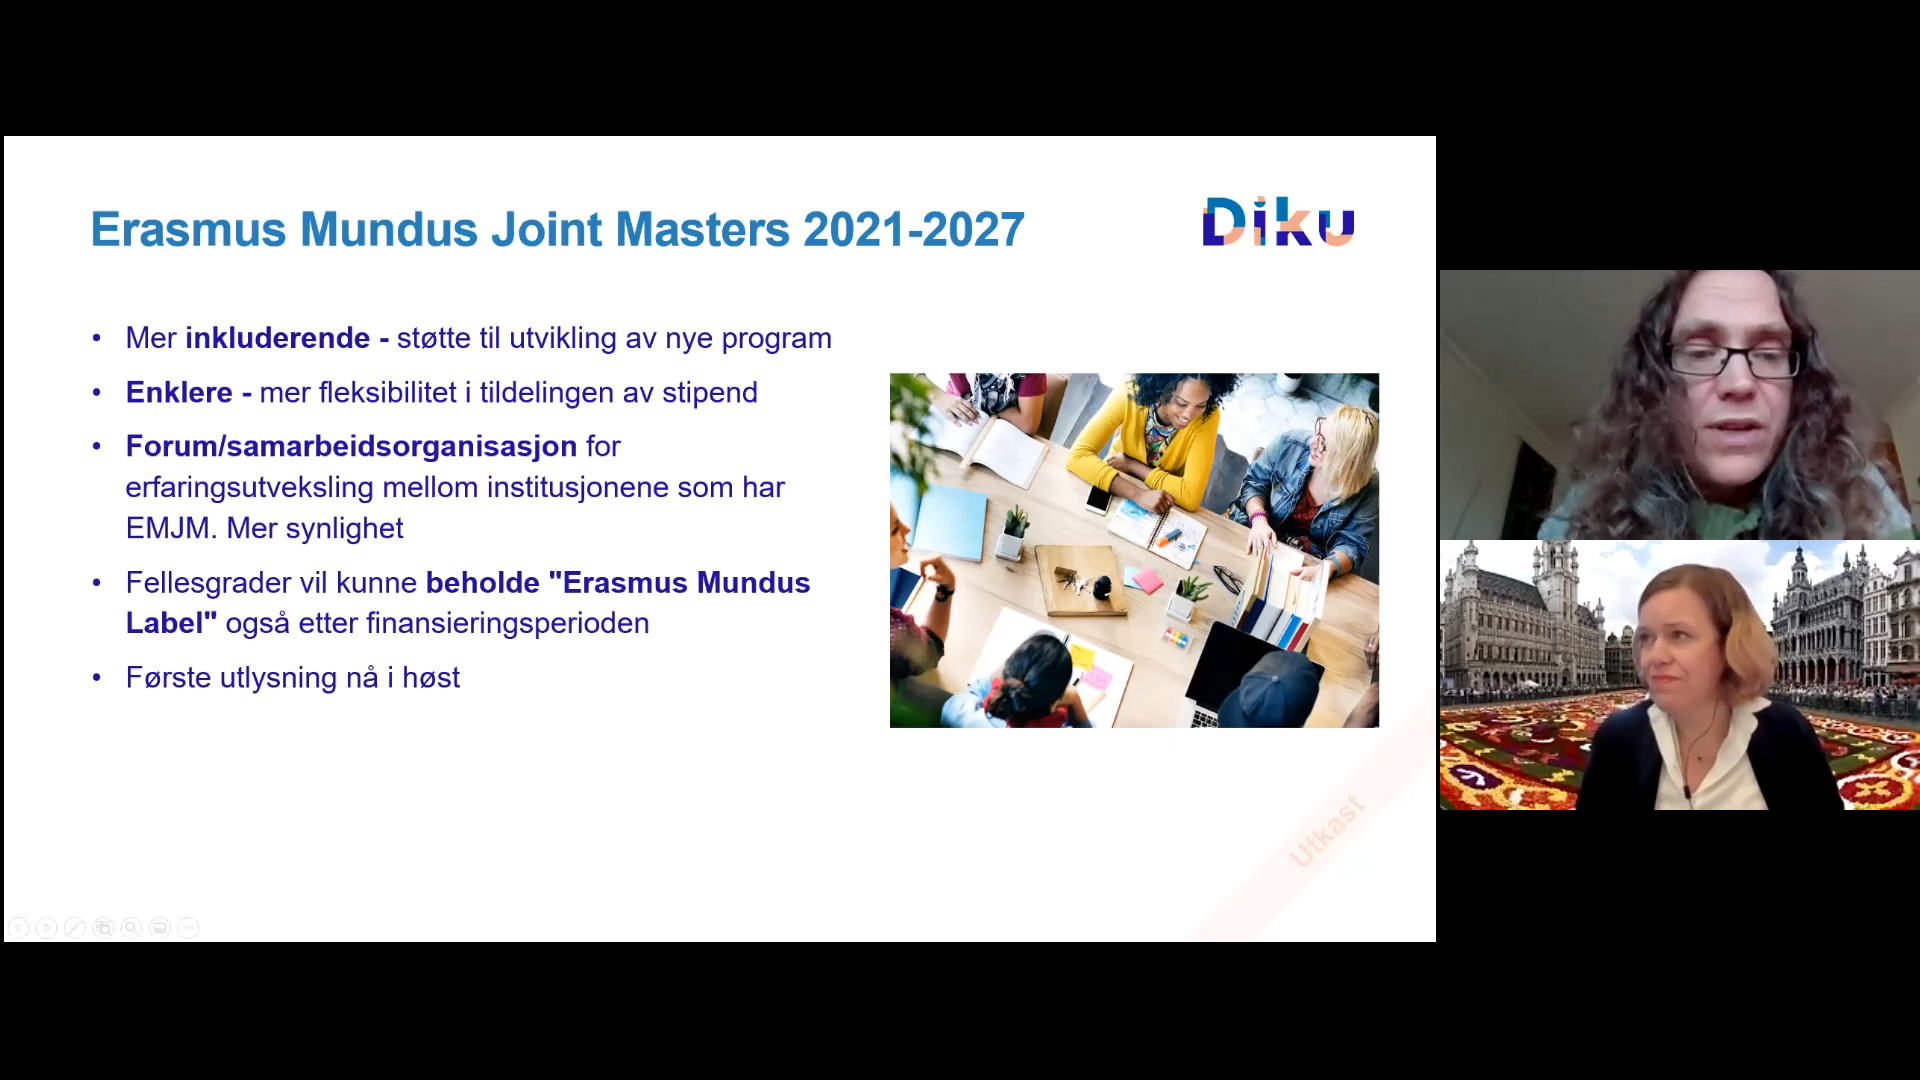 Erasmus Mundus Joint Masters 2021-2027
Diku
• Mer inkluderende - støtte til utvikling av nye program
• Enklere - mer fleksibilitet i tildelingen av stipend
• Forum/samarbeidsorganisasjon for
erfaringsutveksling mellom institusjonene som har
EMJM. Mer synlighet
• Fellesgrader vil kunne beholde "Erasmus Mundus
Label" også etter finansieringsperioden
• Første utlysning nå i høst
Utkast